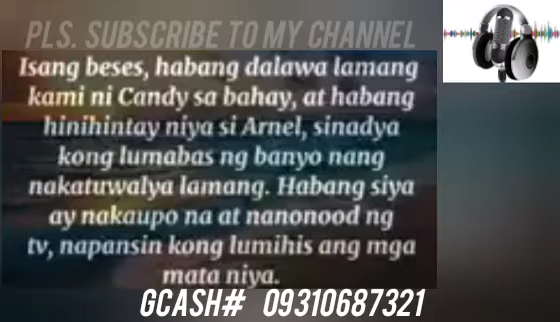 PLS. SUBSCRIBE TO MY CHANNEL
Isang beses, habang dalawa lamang
kami ni Candy sa bahay, at habang
hinihintay niya si Arnel, sinadya
kong lumabas ng banyo nang
nakatuwalya lamang. Habang siya
ay nakaupo na at nanonood ng
tv, napansin kong lumihis ang mga
mata niya.
GCASH# 09310687321